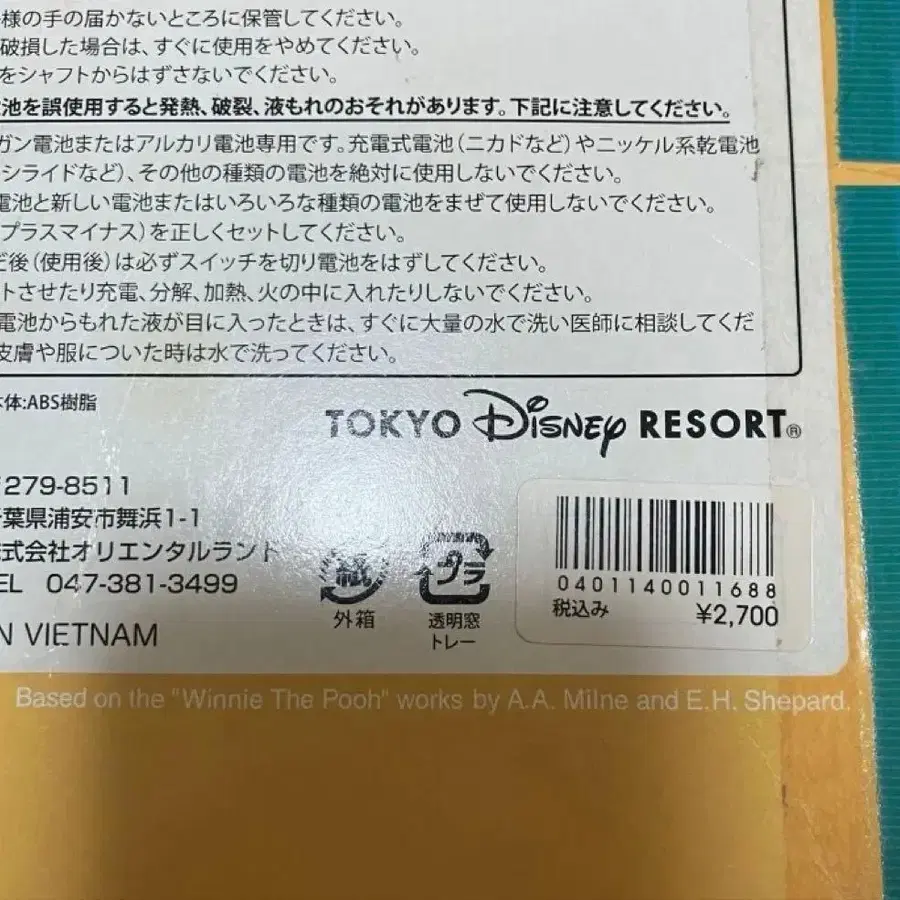 様の手の届かないところに保管してください。
破損した場合は、すぐに使用をやめてください。
をシャフトからはずさないでください。
池を誤使用すると発熱、破裂、液もれのおそれがあります。下記に注意してください。
ガン電池またはアルカリ電池専用です。充電式電池(ニカドなど)やニッケル系乾電池
シライドなど)、その他の種類の電池を絶対に使用しないでください。
電池と新しい電池またはいろいろな種類の電池をまぜて使用しないでください。
(プラスマイナス)を正しくセットしてください。
後(使用後)は必ずスイッチを切り電池をはずしてください。
トさせたり充電、分解、加熱、火の中に入れたりしないでください。
電池からもれた液が目に入ったときは、すぐに大量の水で洗い医師に相談してくだ
皮膚や服についた時は水で洗ってください。
体:ABS樹脂
TOKYO Disney RESORT®
279-8511
葉県浦安市舞浜1-1
式会社オリエンタルランド
EL 047-381-3499
N VIETNAM
紙
外箱
プラ
透明窓
トレー
0401140011688
税込み ¥2,700
Based on the "Winnie The Pooh" works by A.A. Milne and E.H. Shepard.